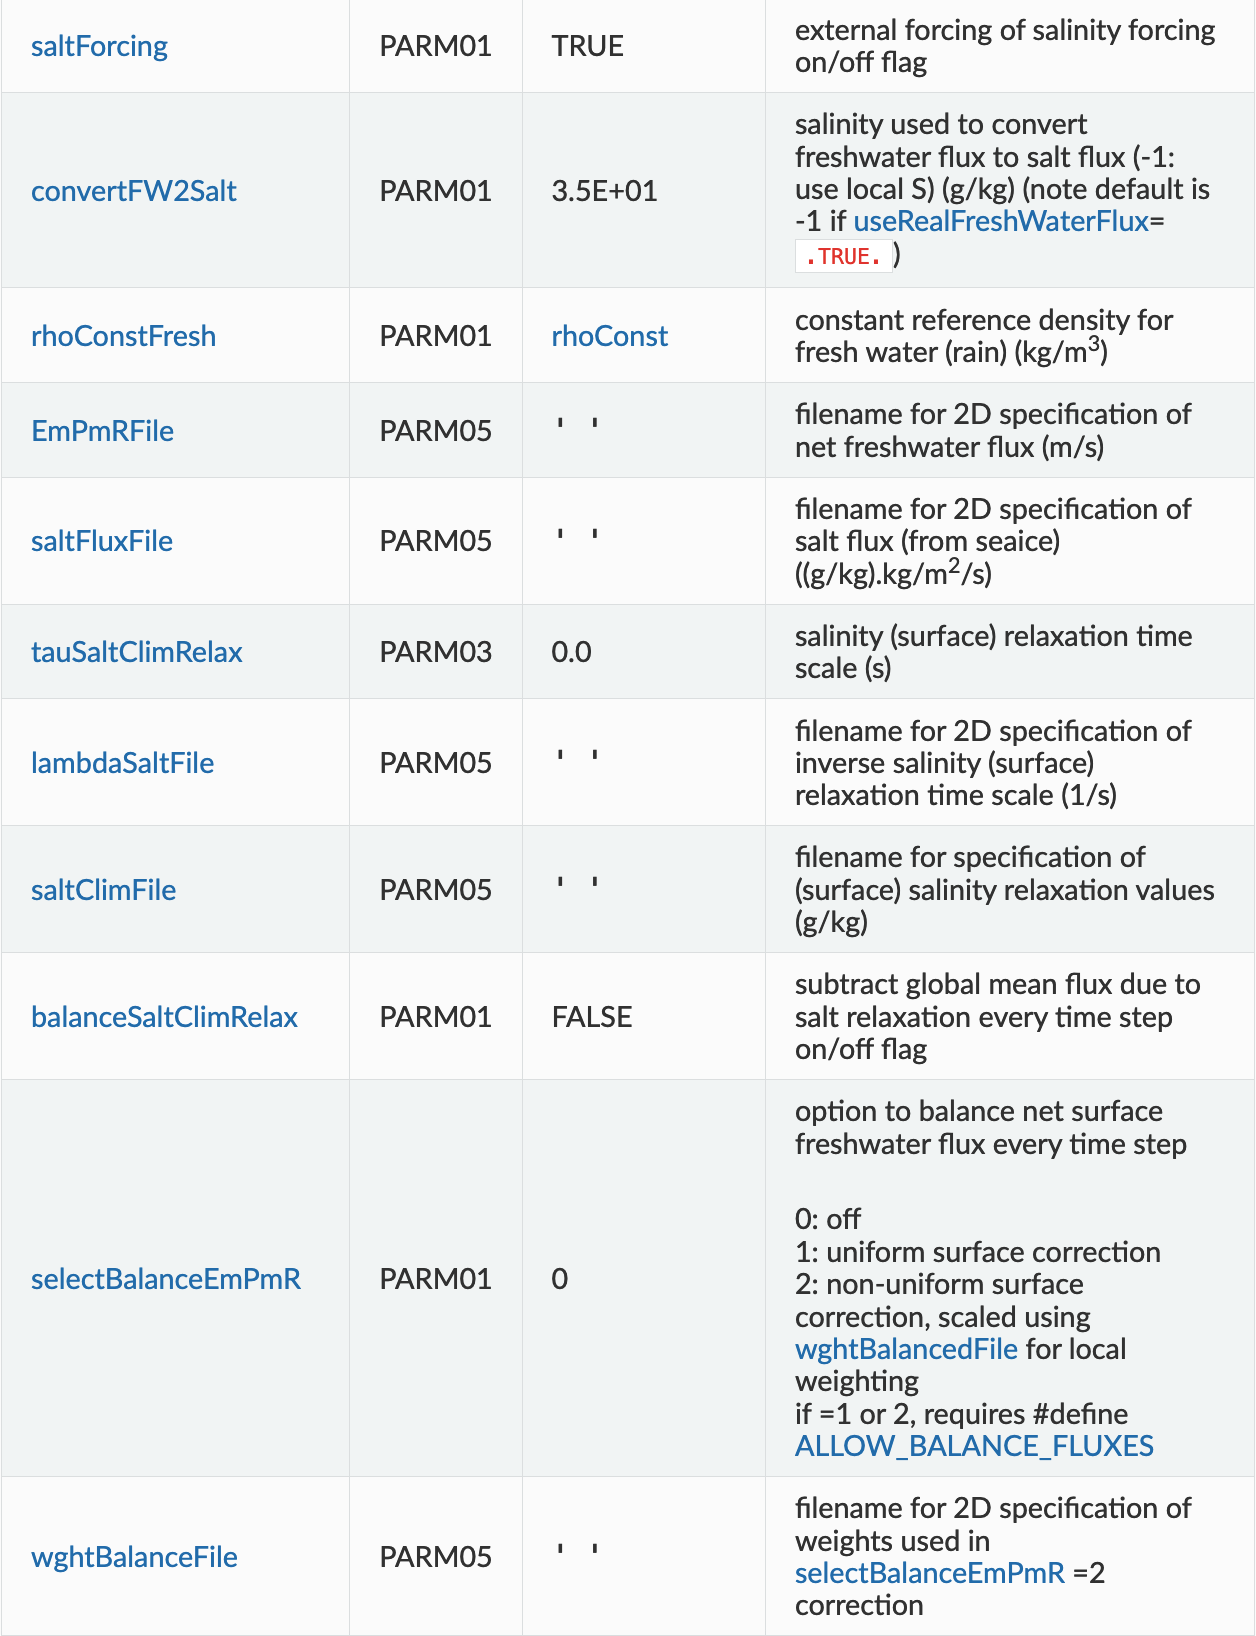 saltForcing PARM01 TRUE external forcing of salinity forcing
on/off flag
convertFW2Salt PARM01 3.5E+01 salinity used to convert
freshwater flux to salt flux (-1:
use local S) (g/kg) (note default is
-1 if useRealFreshWaterFlux=
.TRUE. )
rhoConstFresh PARM01 rhoConst constant reference density for
fresh water (rain) (kg/m³)
EmPmRFile PARM05 ' ' filename for 2D specification of
net freshwater flux (m/s)
saltFluxFile PARM05 ' ' filename for 2D specification of
salt flux (from seaice)
((g/kg).kg/m²/s)
tauSaltClimRelax PARM03 0.0 salinity (surface) relaxation time
scale (s)
lambdaSaltFile PARM05 ' ' filename for 2D specification of
inverse salinity (surface)
relaxation time scale (1/s)
saltClimFile PARM05 ' ' filename for specification of
(surface) salinity relaxation values
(g/kg)
balanceSaltClimRelax PARM01 FALSE subtract global mean flux due to
salt relaxation every time step
on/off flag
selectBalanceEmPmR PARM01 0 option to balance net surface
freshwater flux every time step
0: off
1: uniform surface correction
2: non-uniform surface
correction, scaled using
wghtBalancedFile for local
weighting
if =1 or 2, requires #define
ALLOW_BALANCE_FLUXES
wghtBalanceFile PARM05 ' ' filename for 2D specification of
weights used in
selectBalanceEmPmR =2
correction